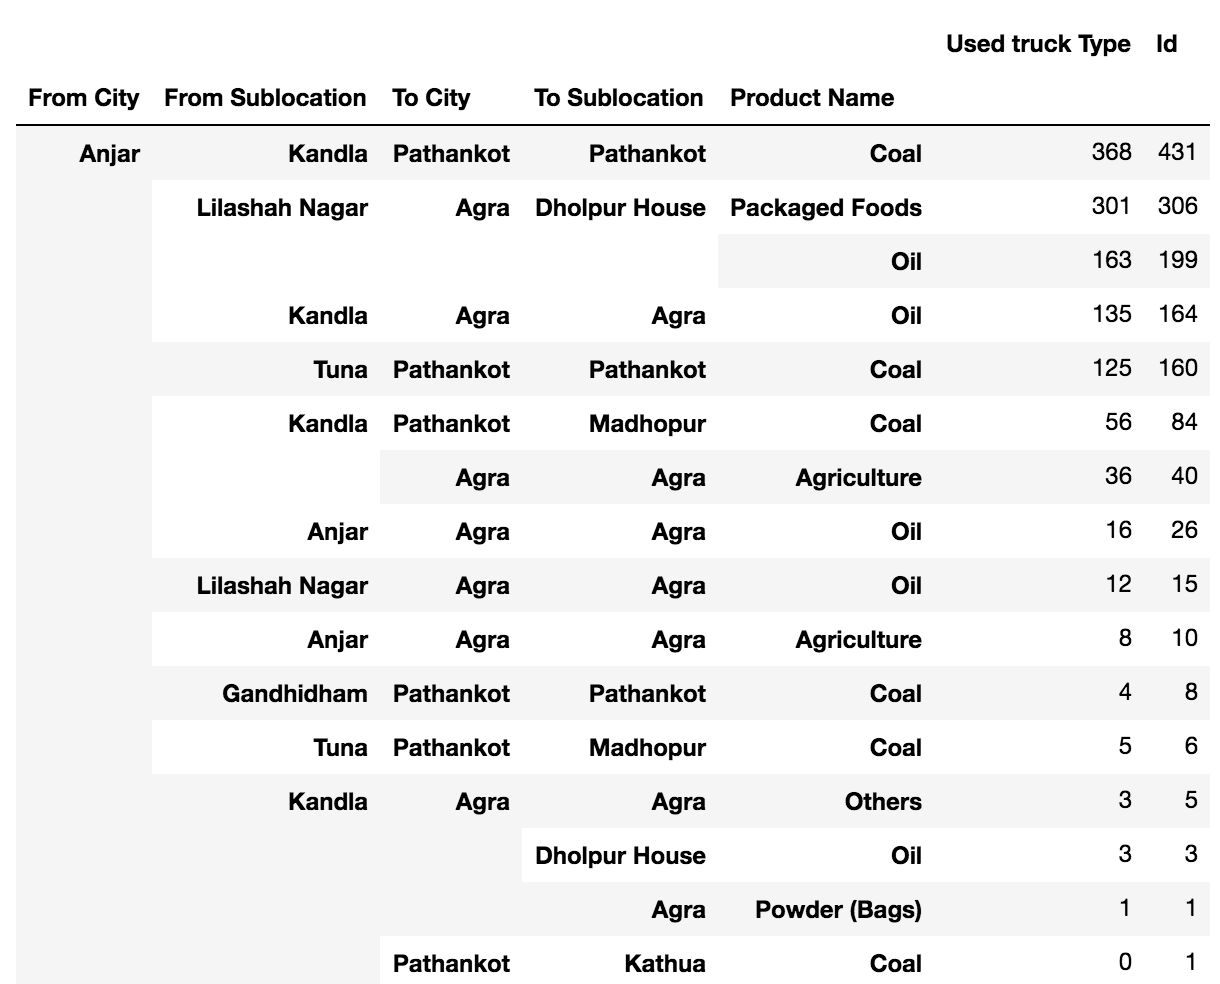 Used truck Type Id
From City From Sublocation To City To Sublocation Product Name
Anjar Kandla Pathankot Pathankot Coal 368 431
Lilashah Nagar Agra Dholpur House Packaged Foods 301 306
Oil 163 199
Kandla Agra Agra Oil 135 164
Tuna Pathankot Pathankot Coal 125 160
Kandla Pathankot Madhopur Coal 56 84
Agra Agra Agriculture 36 40
Anjar Agra Agra Oil 16 26
Lilashah Nagar Agra Agra Oil 12 15
Anjar Agra Agra Agriculture 8 10
Gandhidham Pathankot Pathankot Coal 4 8
Tuna Pathankot Madhopur Coal 5 6
Kandla Agra Agra Others 3 5
Dholpur House Oil 3 3
Agra Powder (Bags) 1 1
Pathankot Kathua Coal 0 1